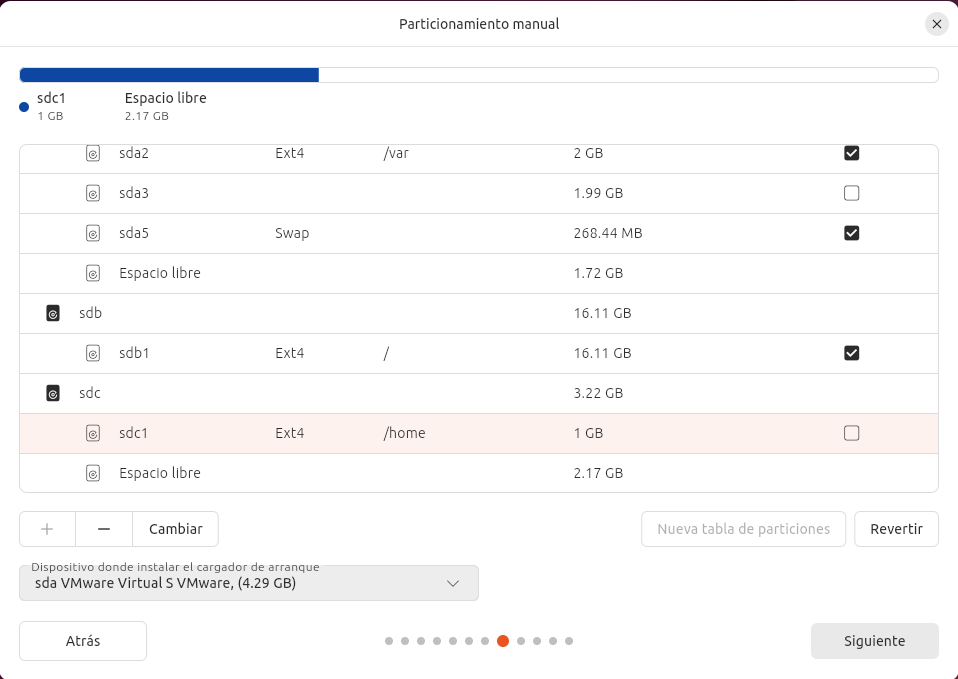 Particionamiento manual
sdc1 Espacio libre
1 GB 2.17 GB
sda2 Ext4 /var 2 GB
sda3 1.99 GB
sda5 Swap 268.44 MB
Espacio libre 1.72 GB
sdb 16.11 GB
sdb1 Ext4 / 16.11 GB
sdc 3.22 GB
sdc1 Ext4 /home 1 GB
Espacio libre 2.17 GB
+ − Cambiar Nueva tabla de particiones Revertir
Dispositivo donde instalar el cargador de arranque
sda VMware Virtual S VMware, (4.29 GB)
Atrás Siguiente